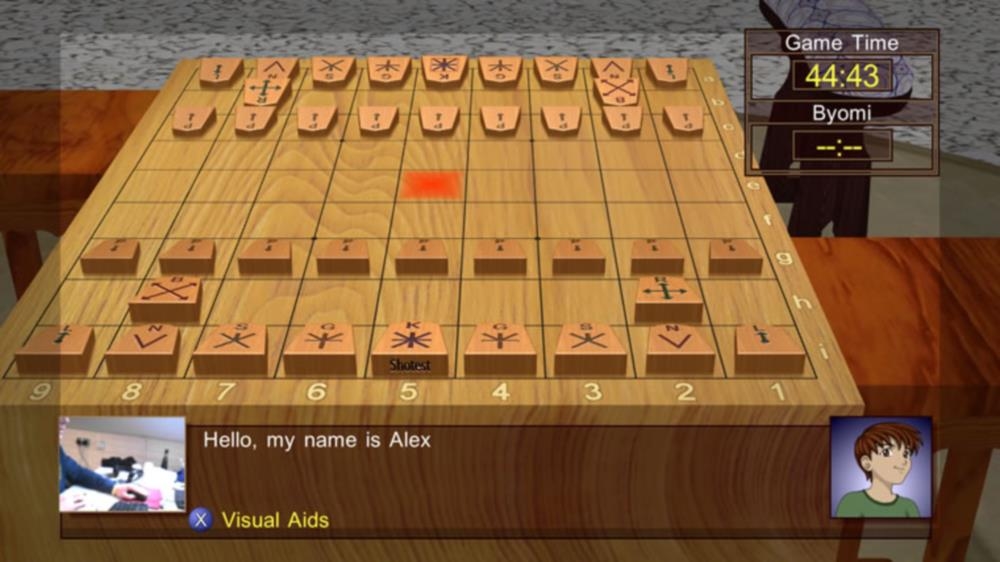 Game Time
44:43
Byomi
--:--
L N S G K G S N L
R B
P P P P P P P P P
c
e
f
P P P P P P P P P
g
B R
h
L N S G K G S N L
i
Shotest
9 8 7 6 5 4 3 2 1
Hello, my name is Alex
X Visual Aids